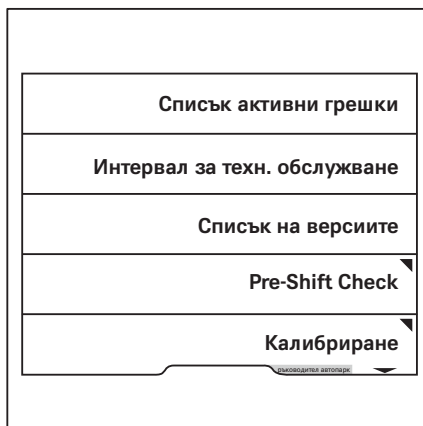 Списък активни грешки
Интервал за техн. обслужване
Списък на версиите
Pre-Shift Check
Калибриране
ръководител автопарк